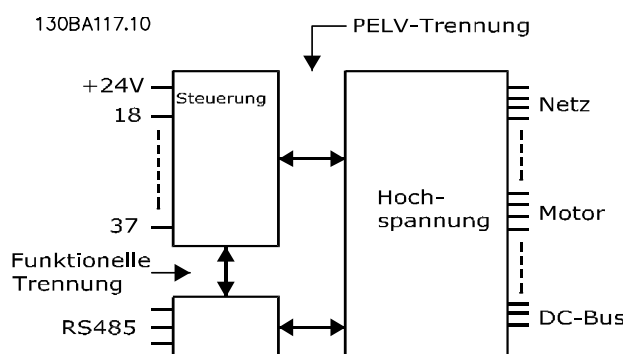 130BA117.10
PELV-Trennung
+24V
Steuerung
18
Netz
Hoch-
spannung
Motor
37
Funktionelle
Trennung
RS485
DC-Bus